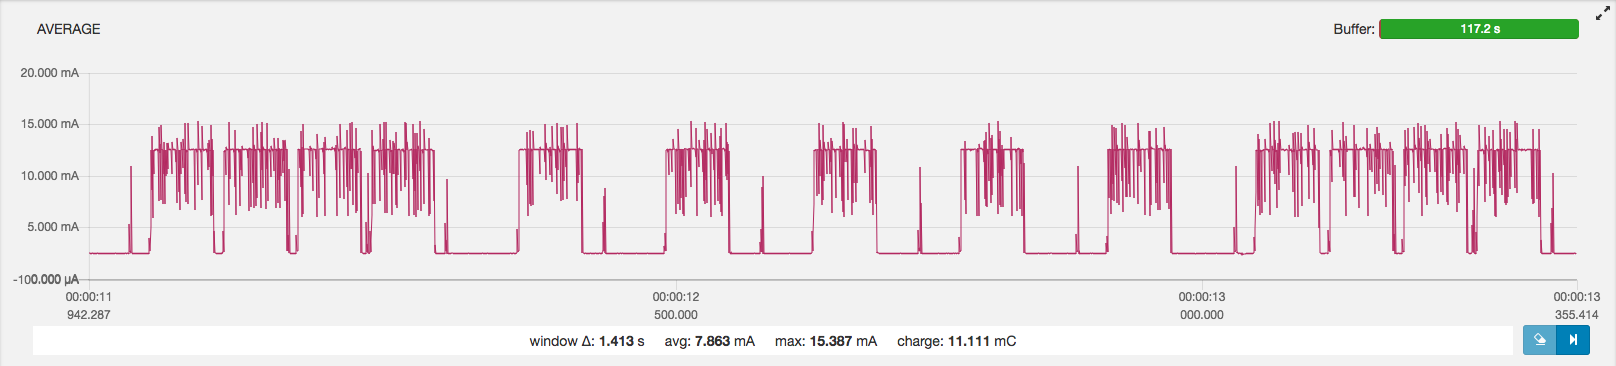 AVERAGE
Buffer: 117.2 s
20.000 mA
15.000 mA
10.000 mA
5.000 mA
0.000 µA
00:00:11 00:00:12 00:00:13 00:00:13
942.287 500.000 000.000 355.414
window Δ: 1.413 s avg: 7.863 mA max: 15.387 mA charge: 11.111 mC